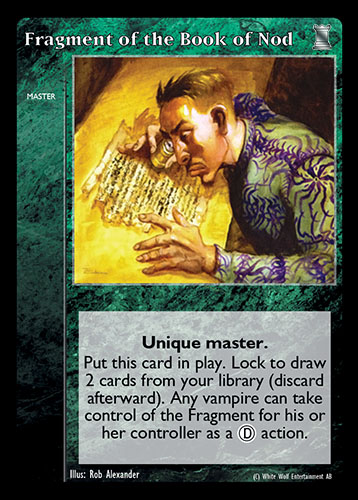 Fragment of the Book of Nod
MASTER
Unique master.
Put this card in play. Lock to draw
2 cards from your library (discard
afterward). Any vampire can take
control of the Fragment for his or
her controller as a Ⓓ action.
Illus: Rob Alexander
(C) White Wolf Entertainment AB